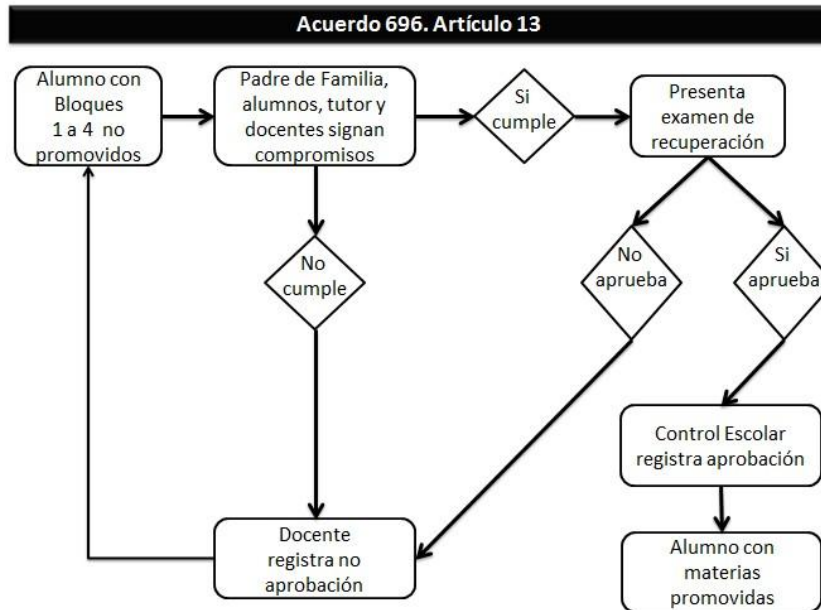 Acuerdo 696. Artículo 13
Alumno con
Bloques
1 a 4 no
promovidos
Padre de Familia,
alumnos, tutor y
docentes signan
compromisos
Si
cumple
Presenta
examen de
recuperación
No
cumple
No
aprueba
Si
aprueba
Control Escolar
registra aprobación
Docente
registra no
aprobación
Alumno con
materias
promovidas